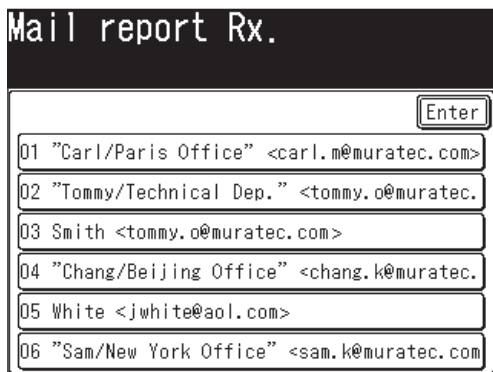 Mail report Rx.
Enter
01 ”Carl/Paris Office” <carl.m@muratec.com>
02 ”Tommy/Technical Dep.” <tommy.o@muratec.
03 Smith <tommy.o@muratec.com>
04 ”Chang/Beijing Office” <chang.k@muratec.
05 White <jwhite@aol.com>
06 ”Sam/New York Office” <sam.k@muratec.com